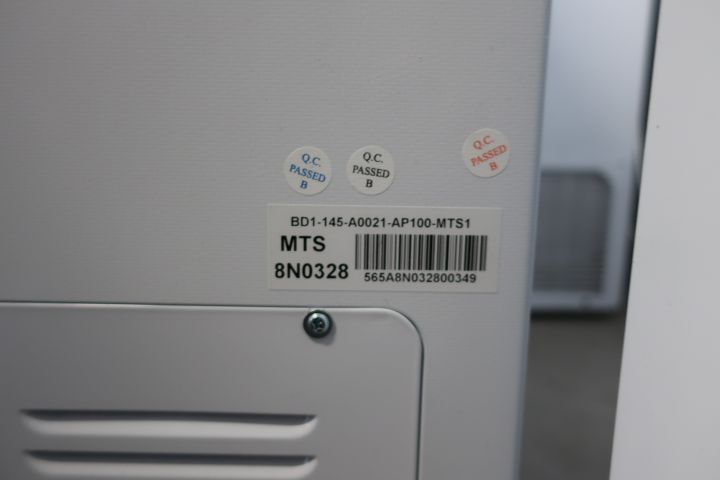 Q.C.
PASSED
B
Q.C.
PASSED
B
Q.C.
PASSED
B
BD1-145-A0021-AP100-MTS1
MTS
8N0328
565A8N032800349